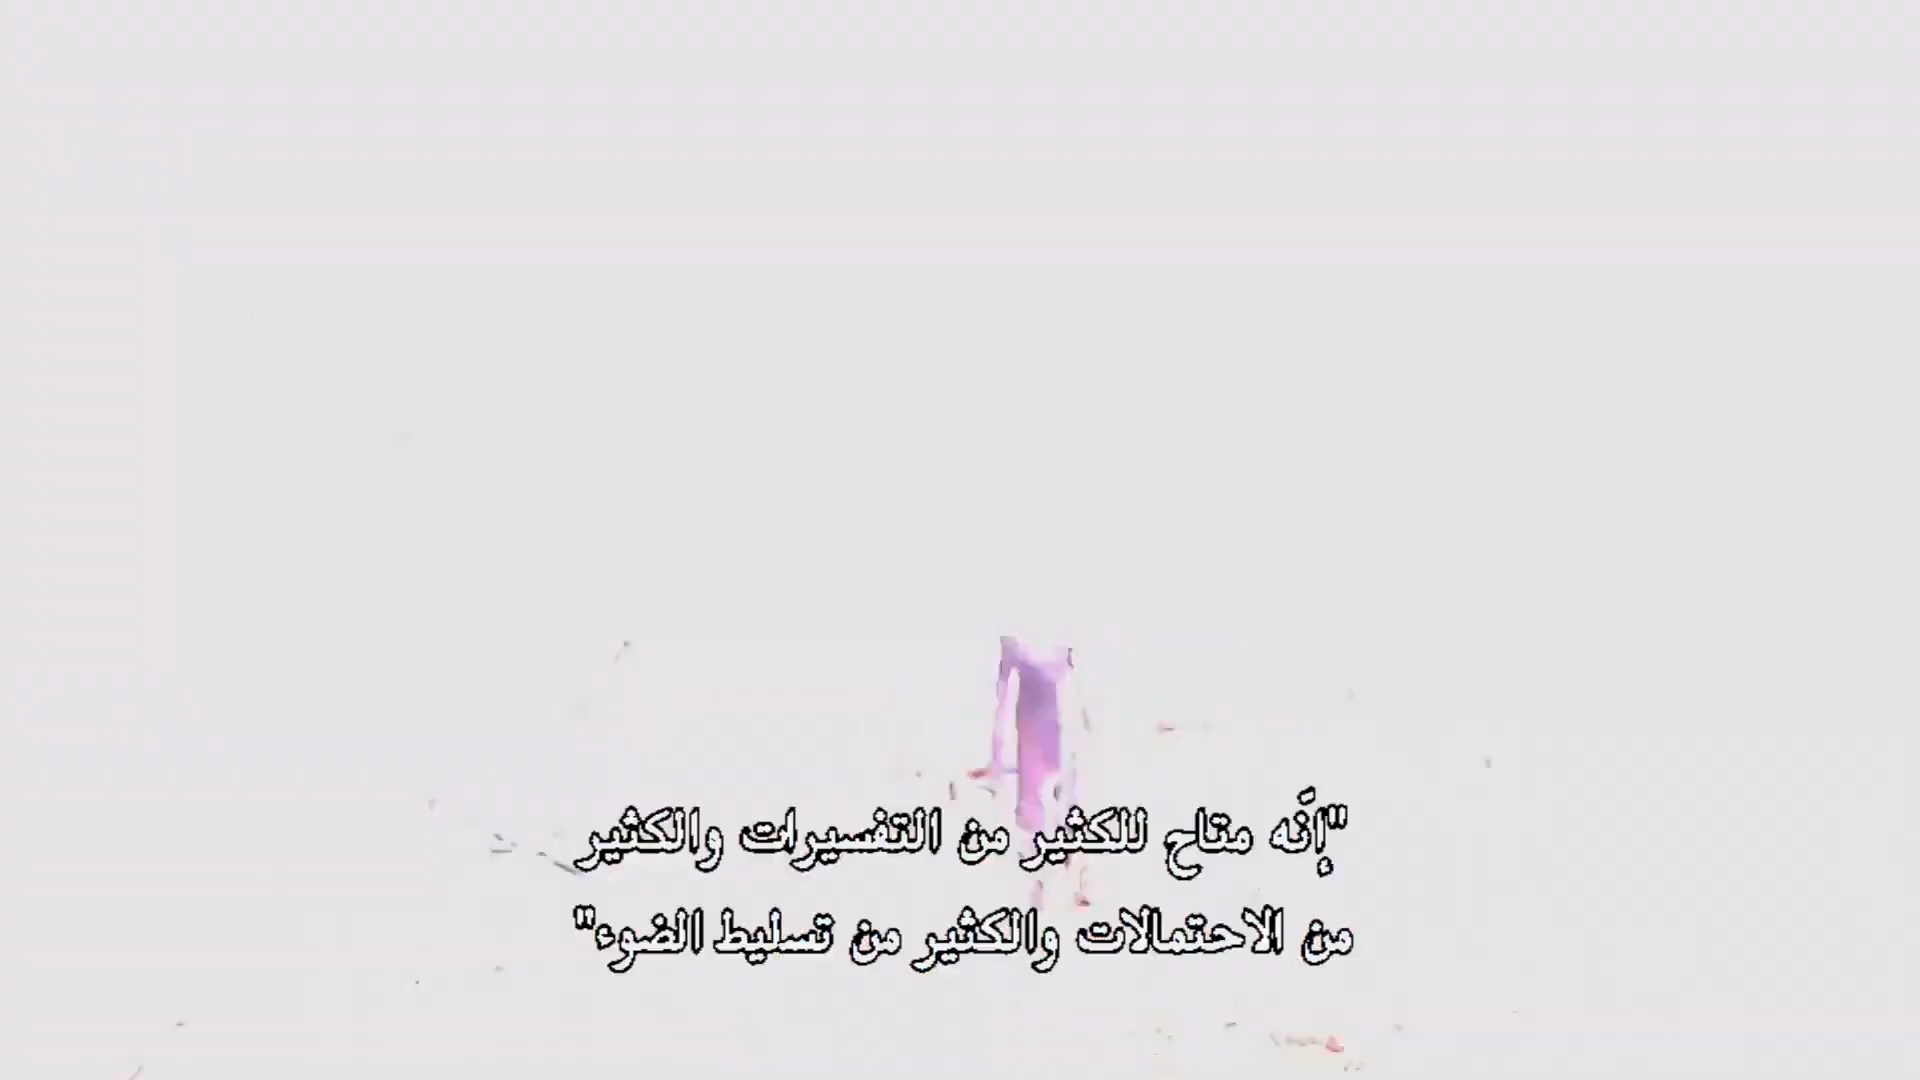 "إنَّه متاح للكثير من التفسيرات والكثير
من الاحتمالات والكثير من تسليط الضوء"